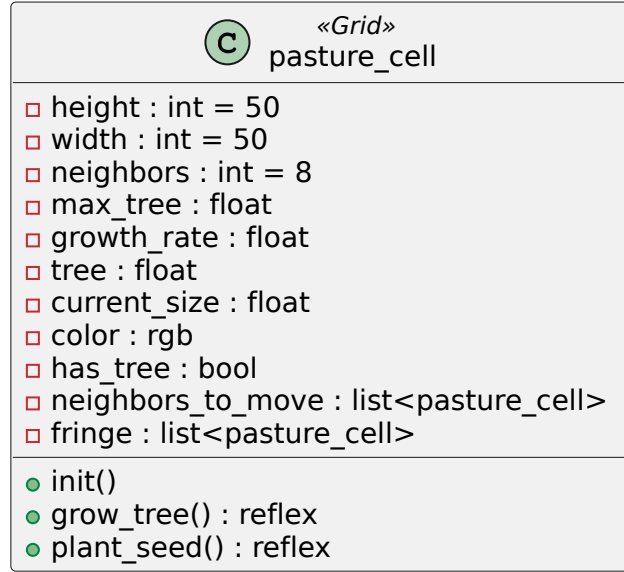 «Grid»
C pasture_cell
height : int = 50
width : int = 50
neighbors : int = 8
max_tree : float
growth_rate : float
tree : float
current_size : float
color : rgb
has_tree : bool
neighbors_to_move : list<pasture_cell>
fringe : list<pasture_cell>
init()
grow_tree() : reflex
plant_seed() : reflex